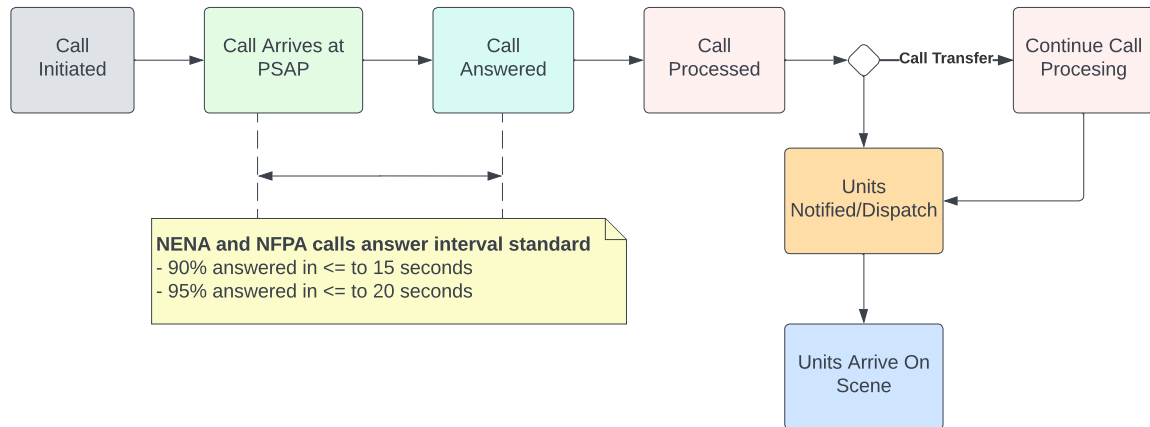 Call
Initiated
Call Arrives at
PSAP
Call
Answered
Call
Processed
Call Transfer
Continue Call
Procesing
Units
Notified/Dispatch
NENA and NFPA calls answer interval standard
- 90% answered in <= to 15 seconds
- 95% answered in <= to 20 seconds
Units Arrive On
Scene